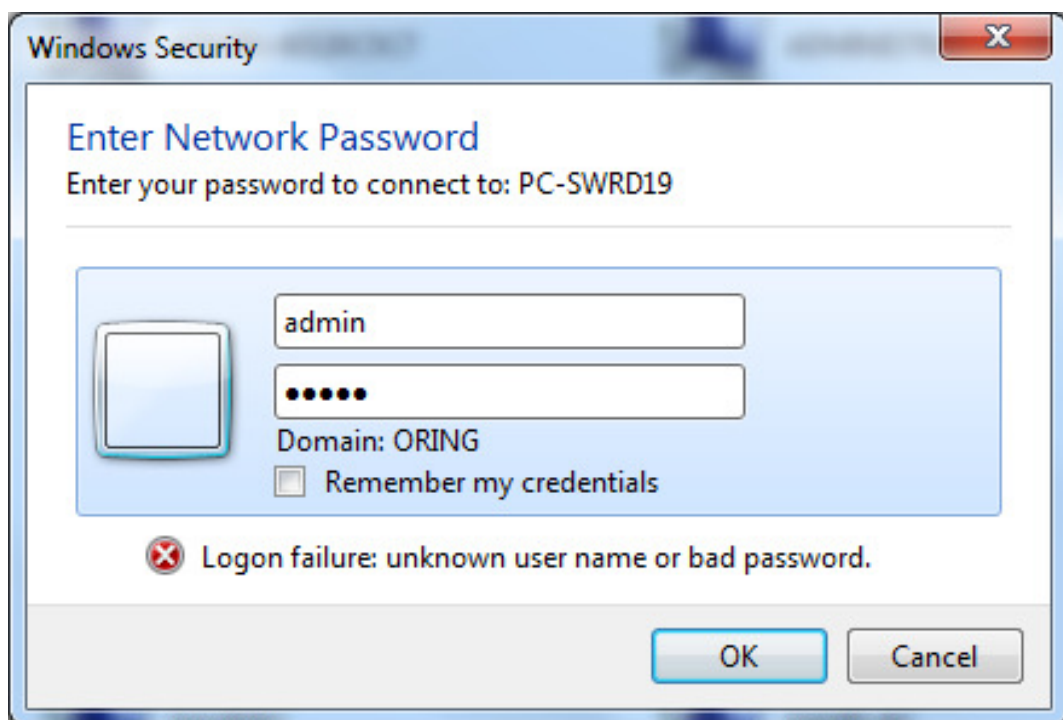 Windows Security
Enter Network Password
Enter your password to connect to: PC-SWRD19
admin
•••••
Domain: ORING
Remember my credentials
Logon failure: unknown user name or bad password.
OK
Cancel